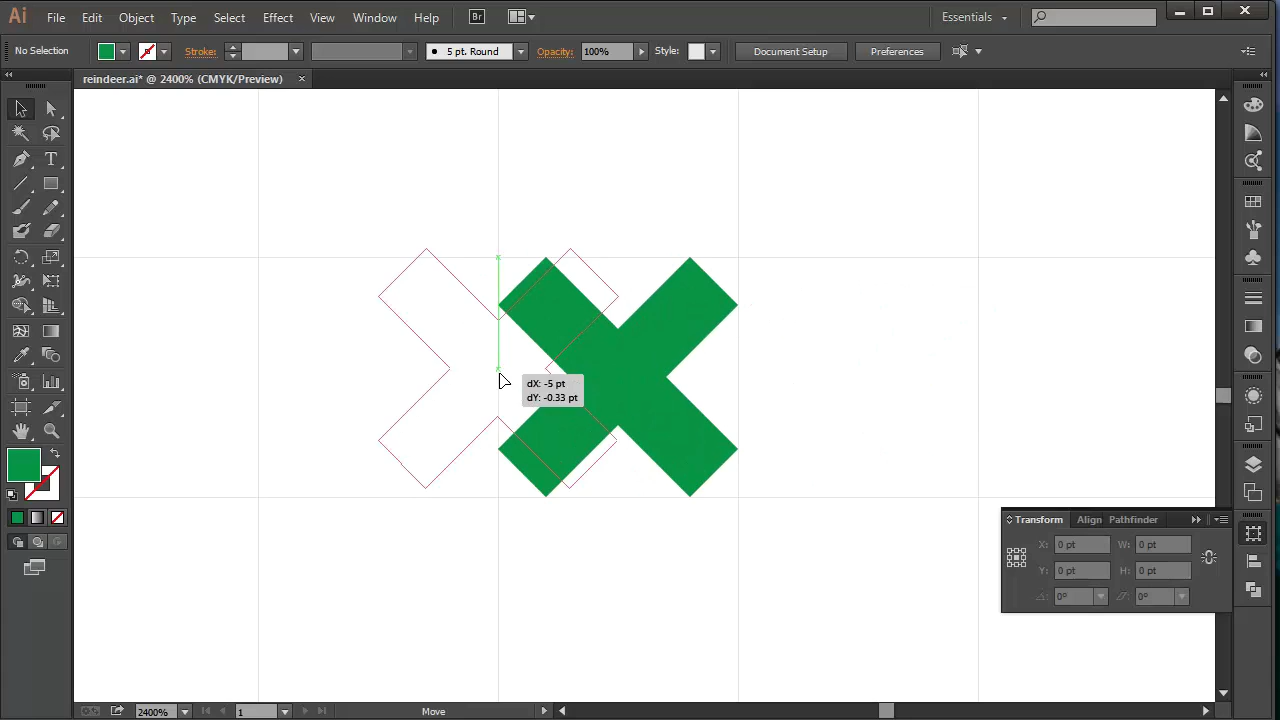 Ai File Edit Object Type Select Effect View Window Help Br Essentials
No Selection Stroke: 5 pt. Round Opacity: 100% Style: Document Setup Preferences
reindeer.ai* @ 2400% (CMYK/Preview) ×
T
dX: -5 pt
dY: -0.33 pt
Transform Align Pathfinder
X: 0 pt W: 0 pt
Y: 0 pt H: 0 pt
0° 0°
2400% 1 Move